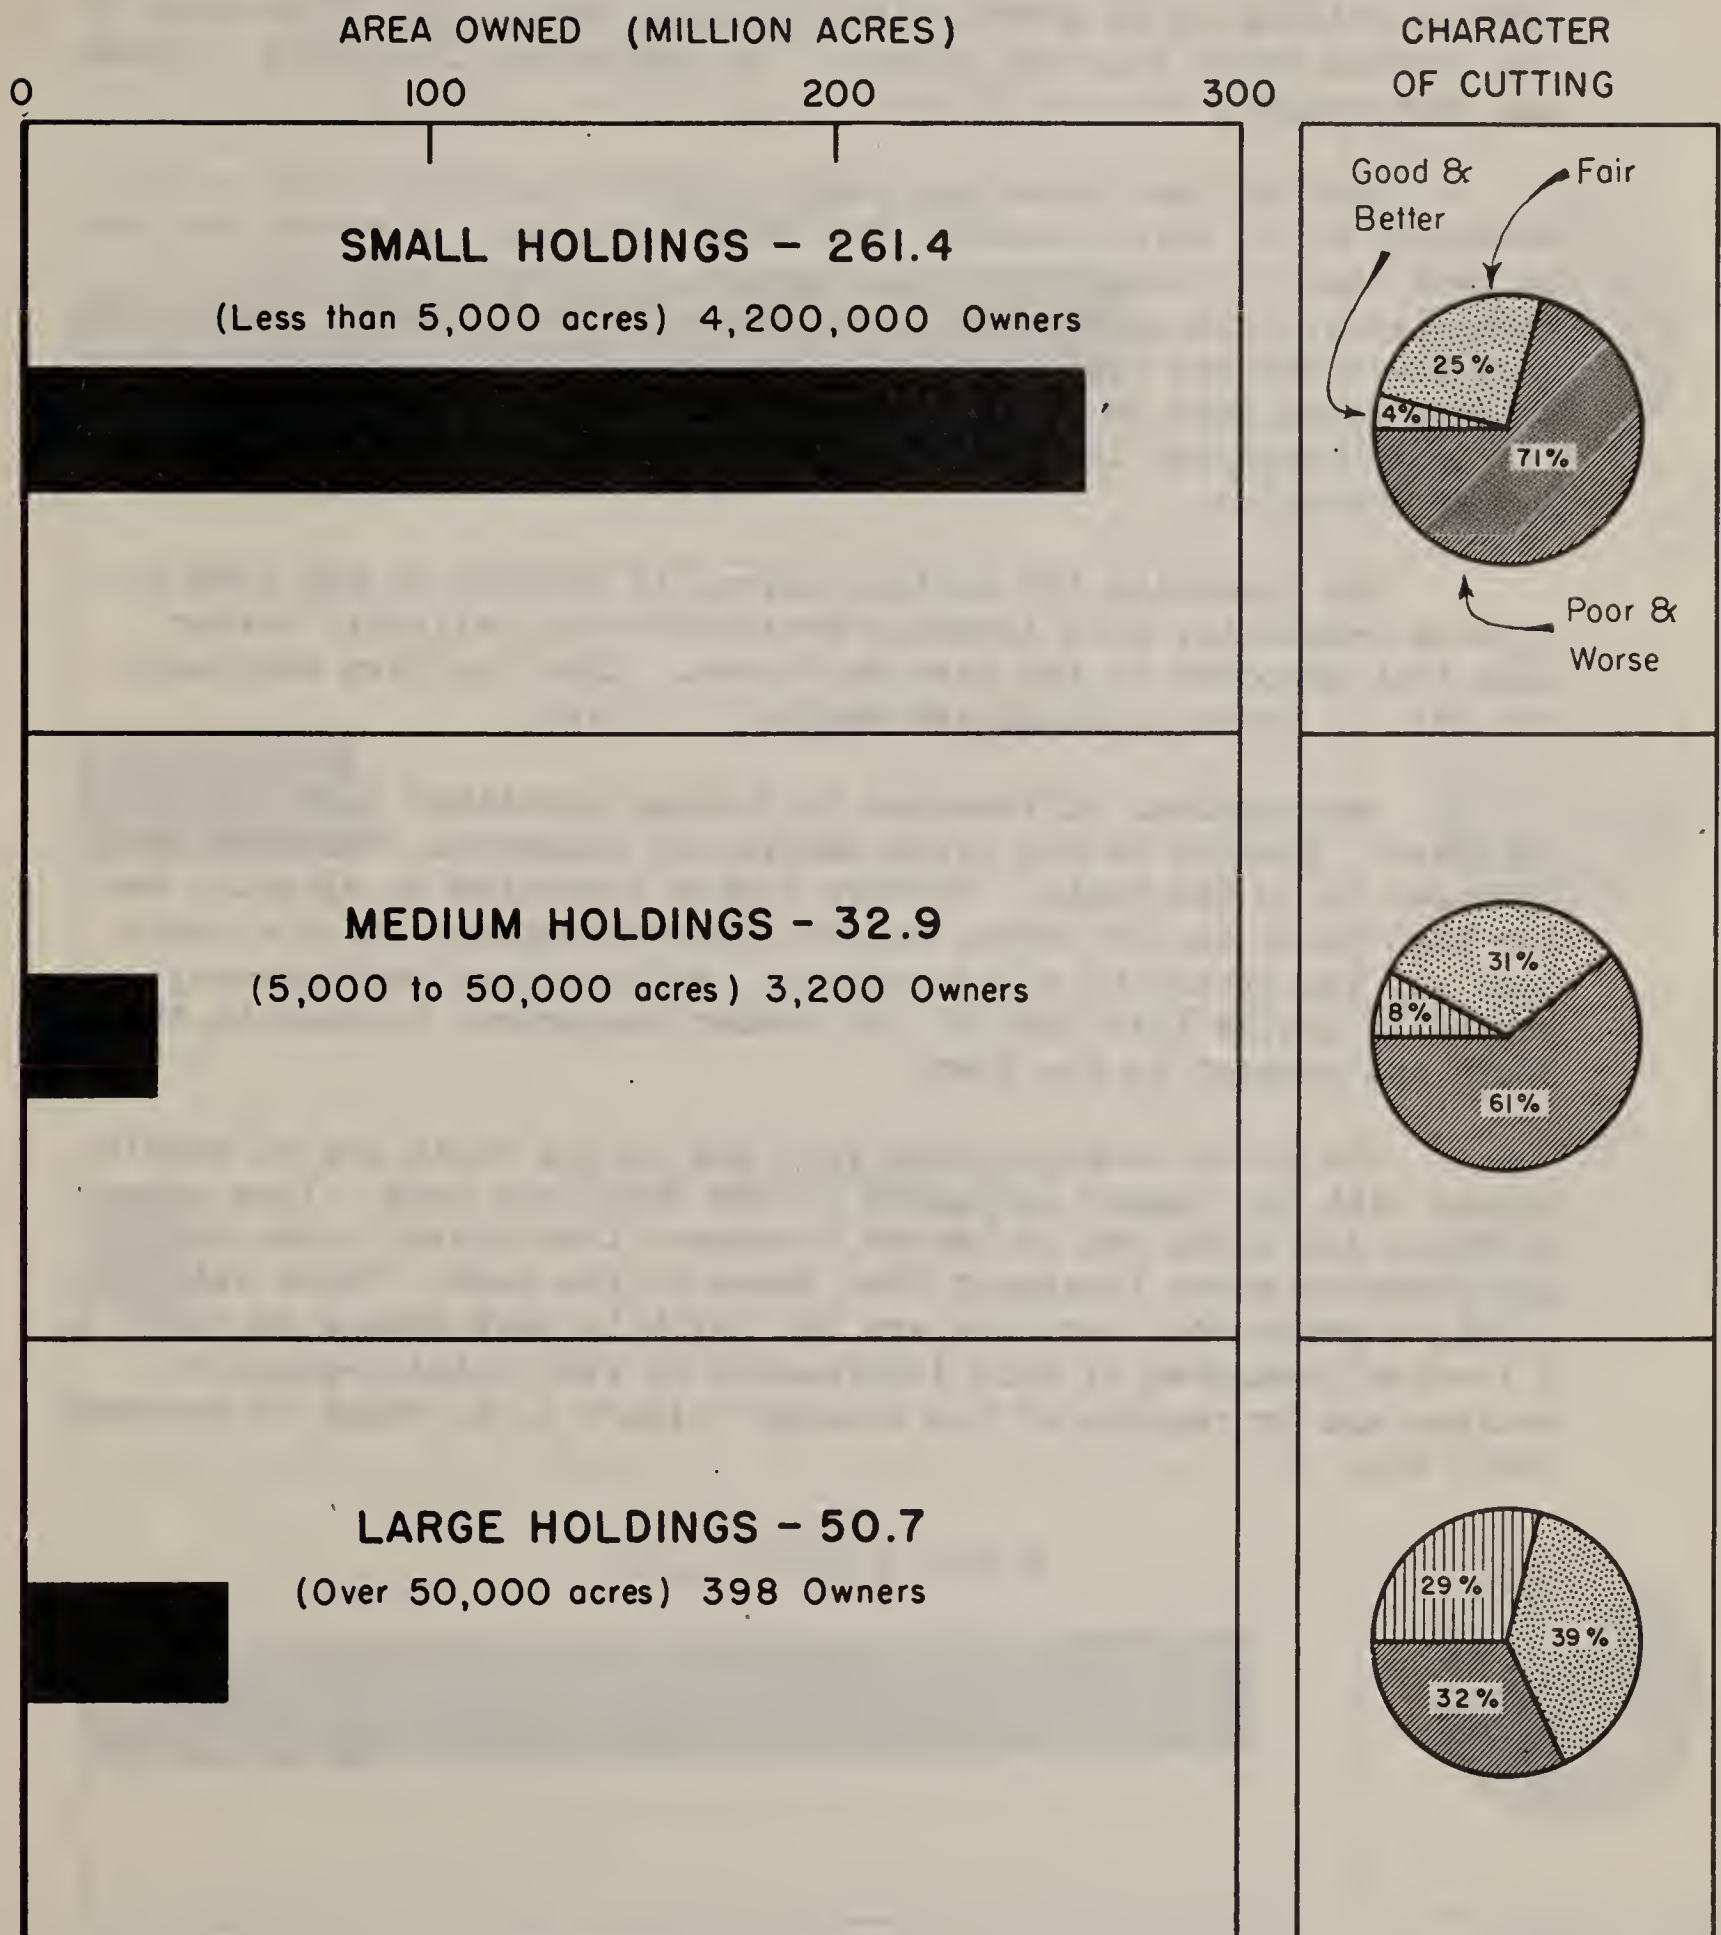 AREA OWNED (MILLION ACRES)
0 100 200 300
SMALL HOLDINGS – 261.4
(Less than 5,000 acres) 4,200,000 Owners
MEDIUM HOLDINGS – 32.9
(5,000 to 50,000 acres) 3,200 Owners
LARGE HOLDINGS – 50.7
(Over 50,000 acres) 398 Owners
CHARACTER
OF CUTTING
Good &
Better
Fair
25%
4%
71%
Poor &
Worse
31%
8%
61%
29%
39%
32%